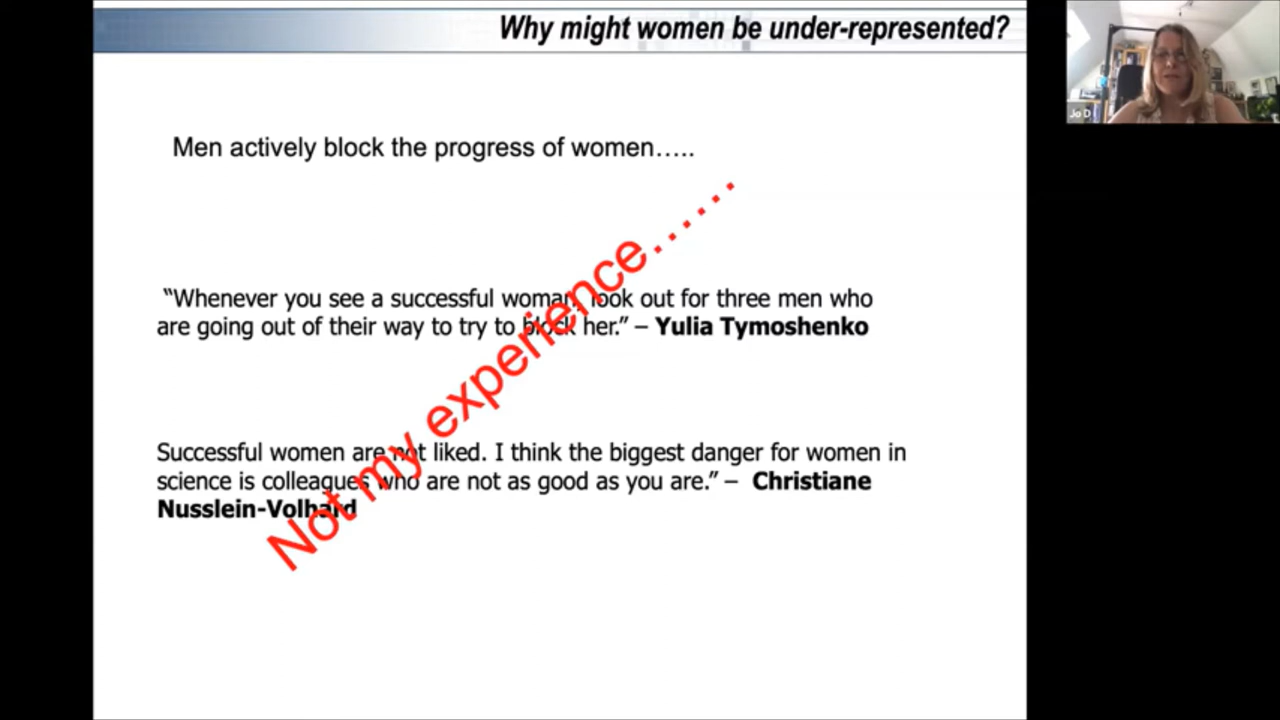 Why might women be under-represented?
Men actively block the progress of women…..
“Whenever you see a successful woman, look out for three men who
are going out of their way to try to block her.” – Yulia Tymoshenko
Successful women are not liked. I think the biggest danger for women in
science is colleagues who are not as good as you are.” – Christiane
Nusslein-Volhard
Not my experience……
Jo D